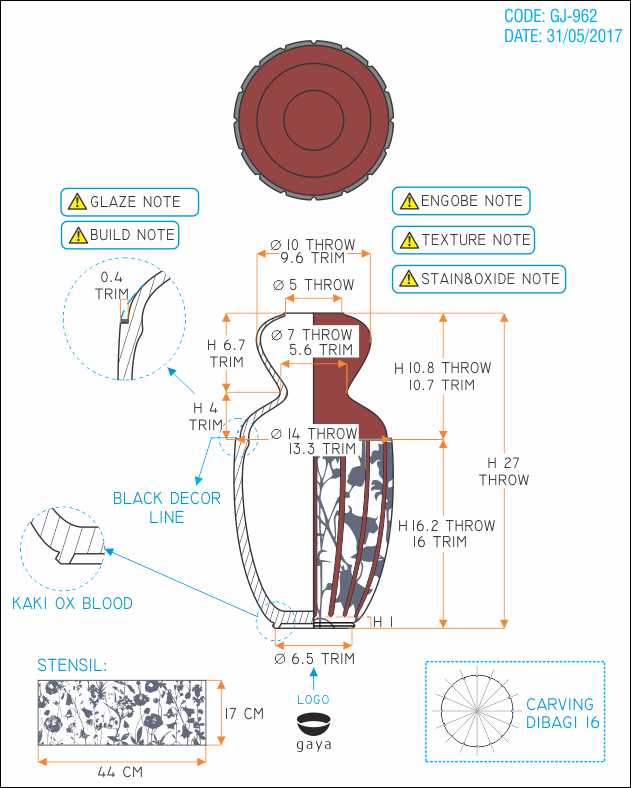 CODE: GJ-962
DATE: 31/05/2017
GLAZE NOTE
BUILD NOTE
ENGOBE NOTE
TEXTURE NOTE
STAIN&OXIDE NOTE
0.4
TRIM
Ø 10 THROW
9.6 TRIM
Ø 5 THROW
Ø 7 THROW
5.6 TRIM
H 6.7
TRIM
H 10.8 THROW
10.7 TRIM
H 4
TRIM
Ø 14 THROW
13.3 TRIM
H 27
THROW
BLACK DECOR
LINE
H 16.2 THROW
16 TRIM
KAKI OX BLOOD
H 1
Ø 6.5 TRIM
STENSIL:
17 CM
44 CM
LOGO
gaya
CARVING
DIBAGI 16